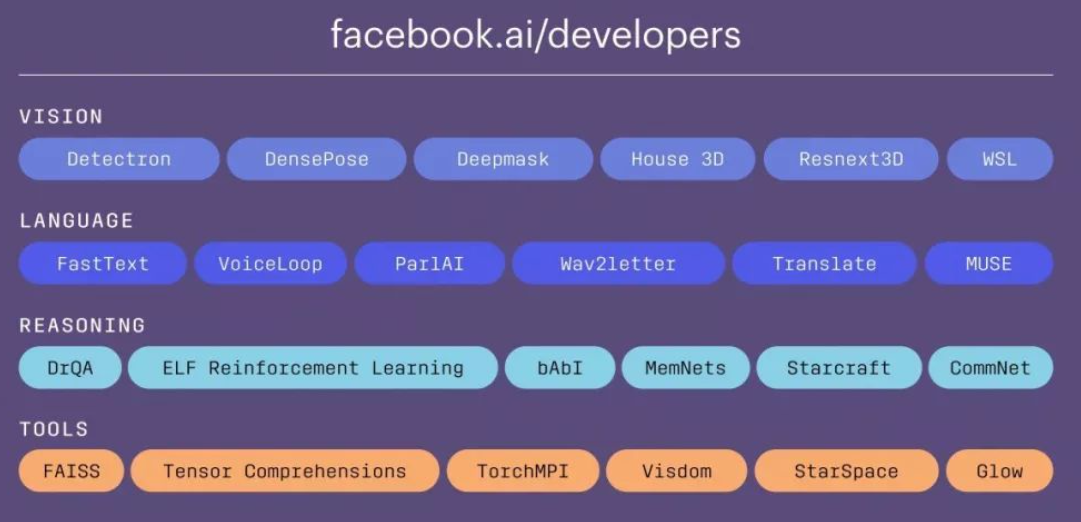 facebook.ai/developers
VISION
Detectron DensePose Deepmask House 3D Resnext3D WSL
LANGUAGE
FastText VoiceLoop ParlAI Wav2letter Translate MUSE
REASONING
DrQA ELF Reinforcement Learning bAbI MemNets Starcraft CommNet
TOOLS
FAISS Tensor Comprehensions TorchMPI Visdom StarSpace Glow